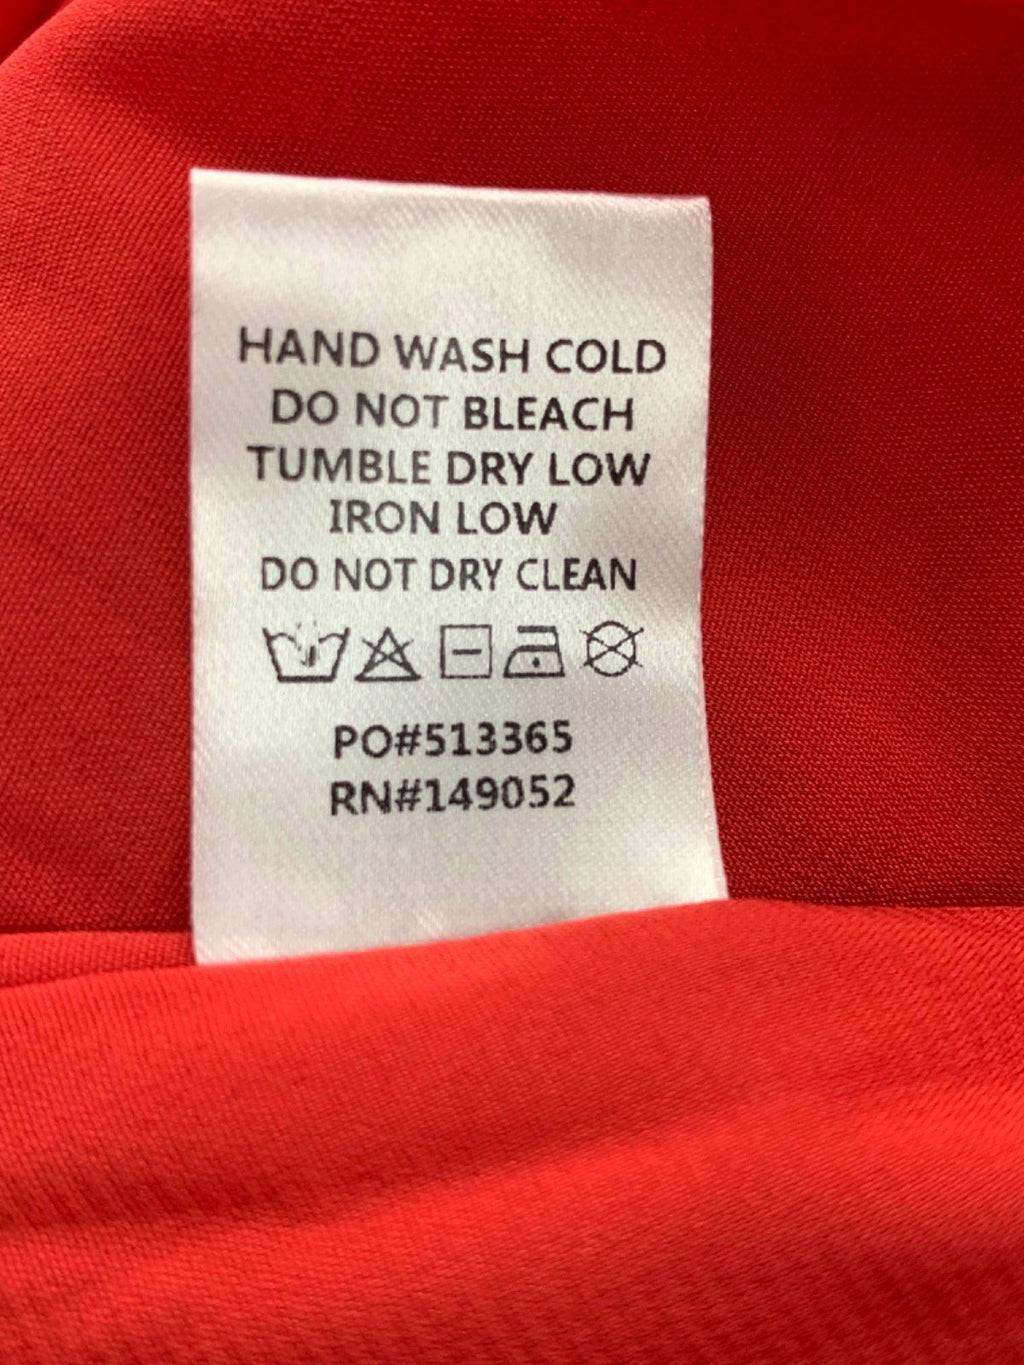 HAND WASH COLD
DO NOT BLEACH
TUMBLE DRY LOW
IRON LOW
DO NOT DRY CLEAN
PO#513365
RN#149052